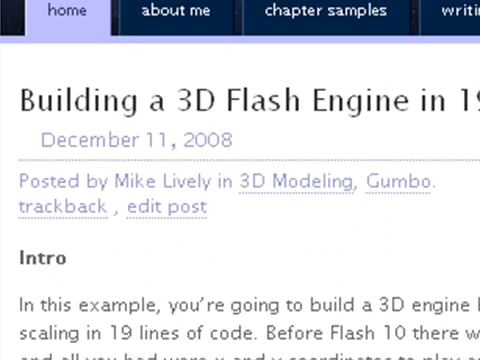 home about me chapter samples
Building a 3D Flash Engine in
December 11, 2008
Posted by Mike Lively in 3D Modeling, Gumbo.
trackback , edit post
Intro
In this example, you're going to build a 3D engine
scaling in 19 lines of code. Before Flash 10 there